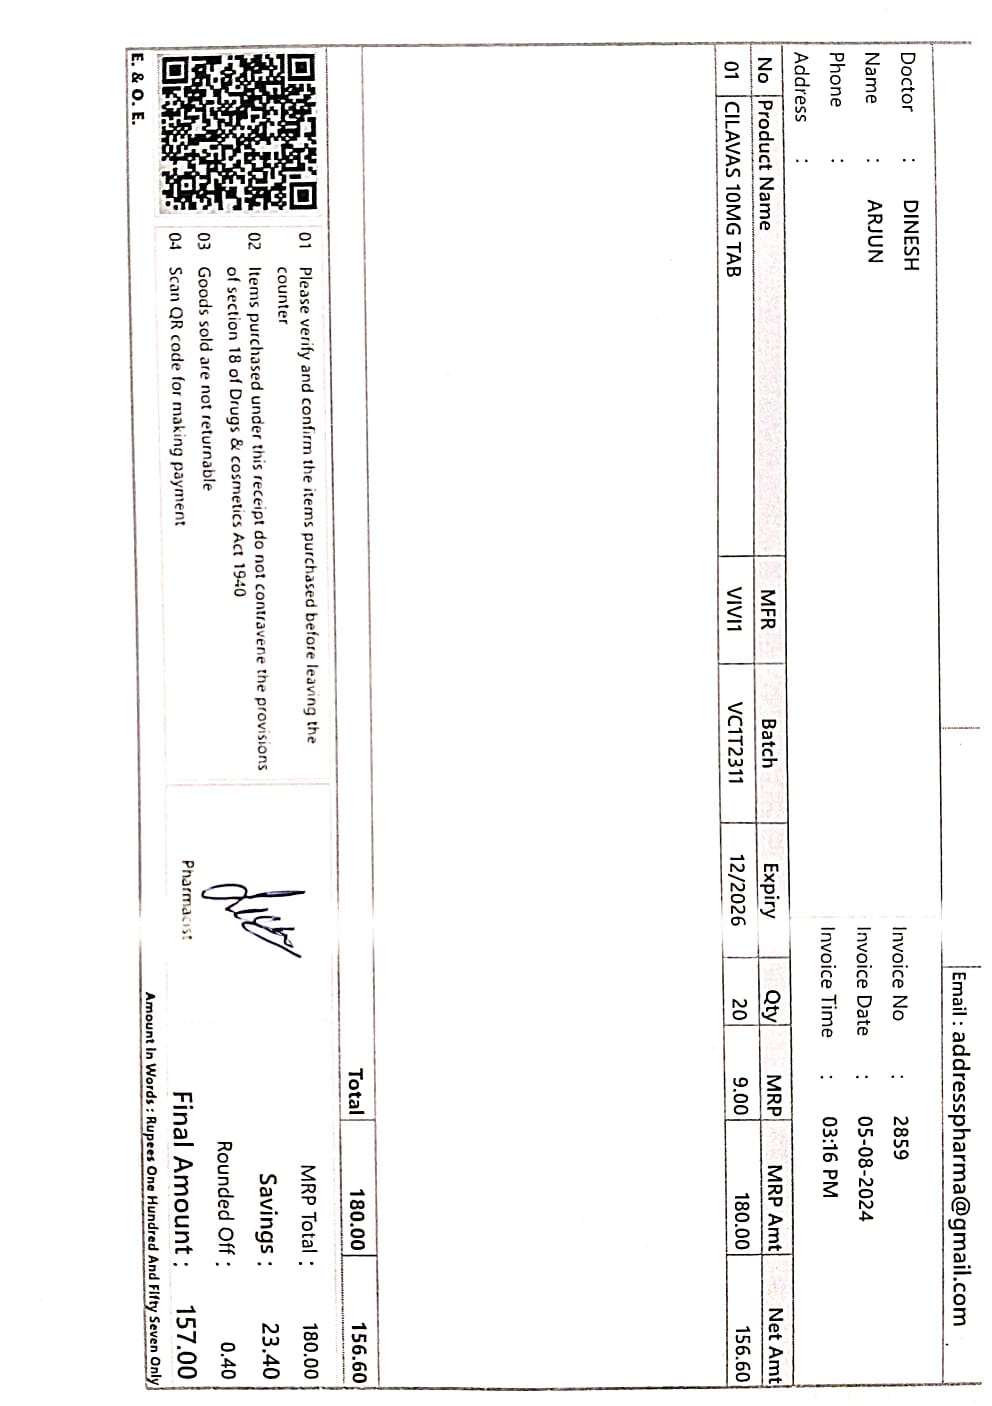 Email : addresspharma@gmail.com
Doctor : DINESH
Name : ARJUN
Phone :
Address :
Invoice No : 2859
Invoice Date : 05-08-2024
Invoice Time : 03:16 PM
No Product Name MFR Batch Expiry Qty MRP MRP Amt Net Amt
01 CILAVAS 10MG TAB VIVI1 VC1T2311 12/2026 20 9.00 180.00 156.60
Total 180.00 156.60
01 Please verify and confirm the items purchased before leaving the
counter
02 Items purchased under this receipt do not contravene the provisions
of section 18 of Drugs & cosmetics Act 1940
03 Goods sold are not returnable
04 Scan QR code for making payment
E. & O. E.
Pharmacist
MRP Total : 180.00
Savings : 23.40
Rounded Off : 0.40
Final Amount : 157.00
Amount In Words : Rupees One Hundred And Fifty Seven Only